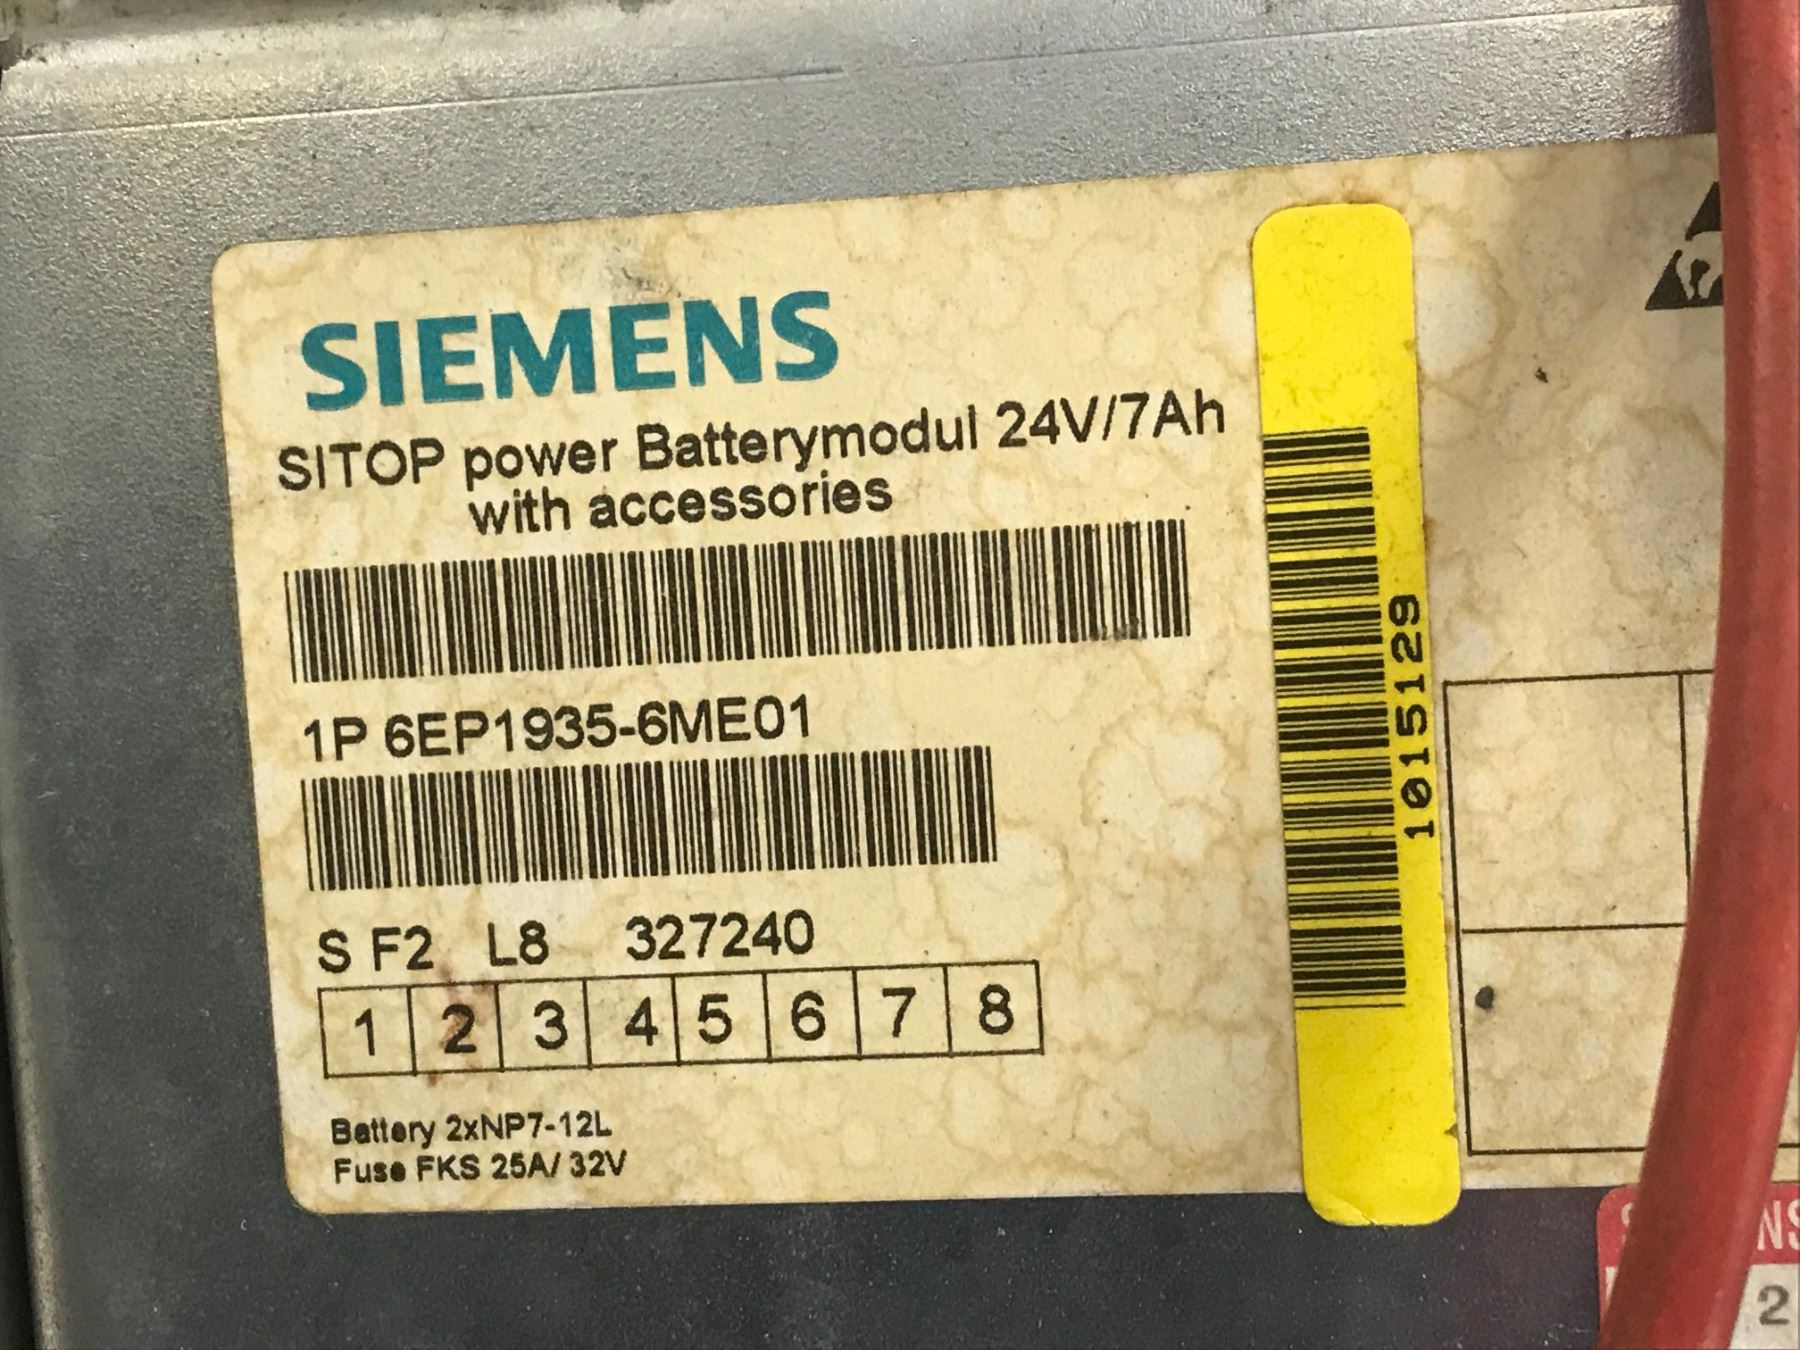 SIEMENS
SITOP power Batterymodul 24V/7Ah
with accessories
1P 6EP1935-6ME01
S F2 L8 327240
1 2 3 4 5 6 7 8
Battery 2xNP7-12L
Fuse FKS 25A/ 32V
1015129
2